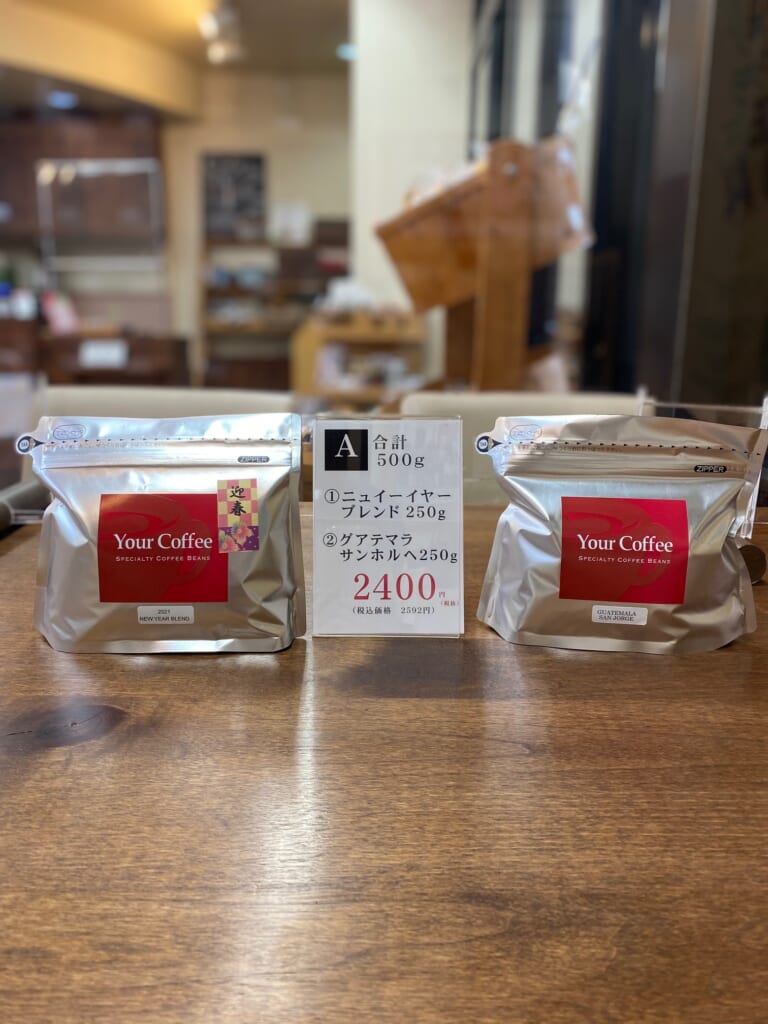 迎春
Your Coffee
SPECIALTY COFFEE BEANS
2021
NEW YEAR BLEND
ZIPPER
A 合計
500g
①ニュイーイヤー
ブレンド 250g
②グアテマラ
サンホルヘ250g
2400円
(税抜)
(税込価格 2592円)
ZIPPER
Your Coffee
SPECIALTY COFFEE BEANS
GUATEMALA
SAN JORGE